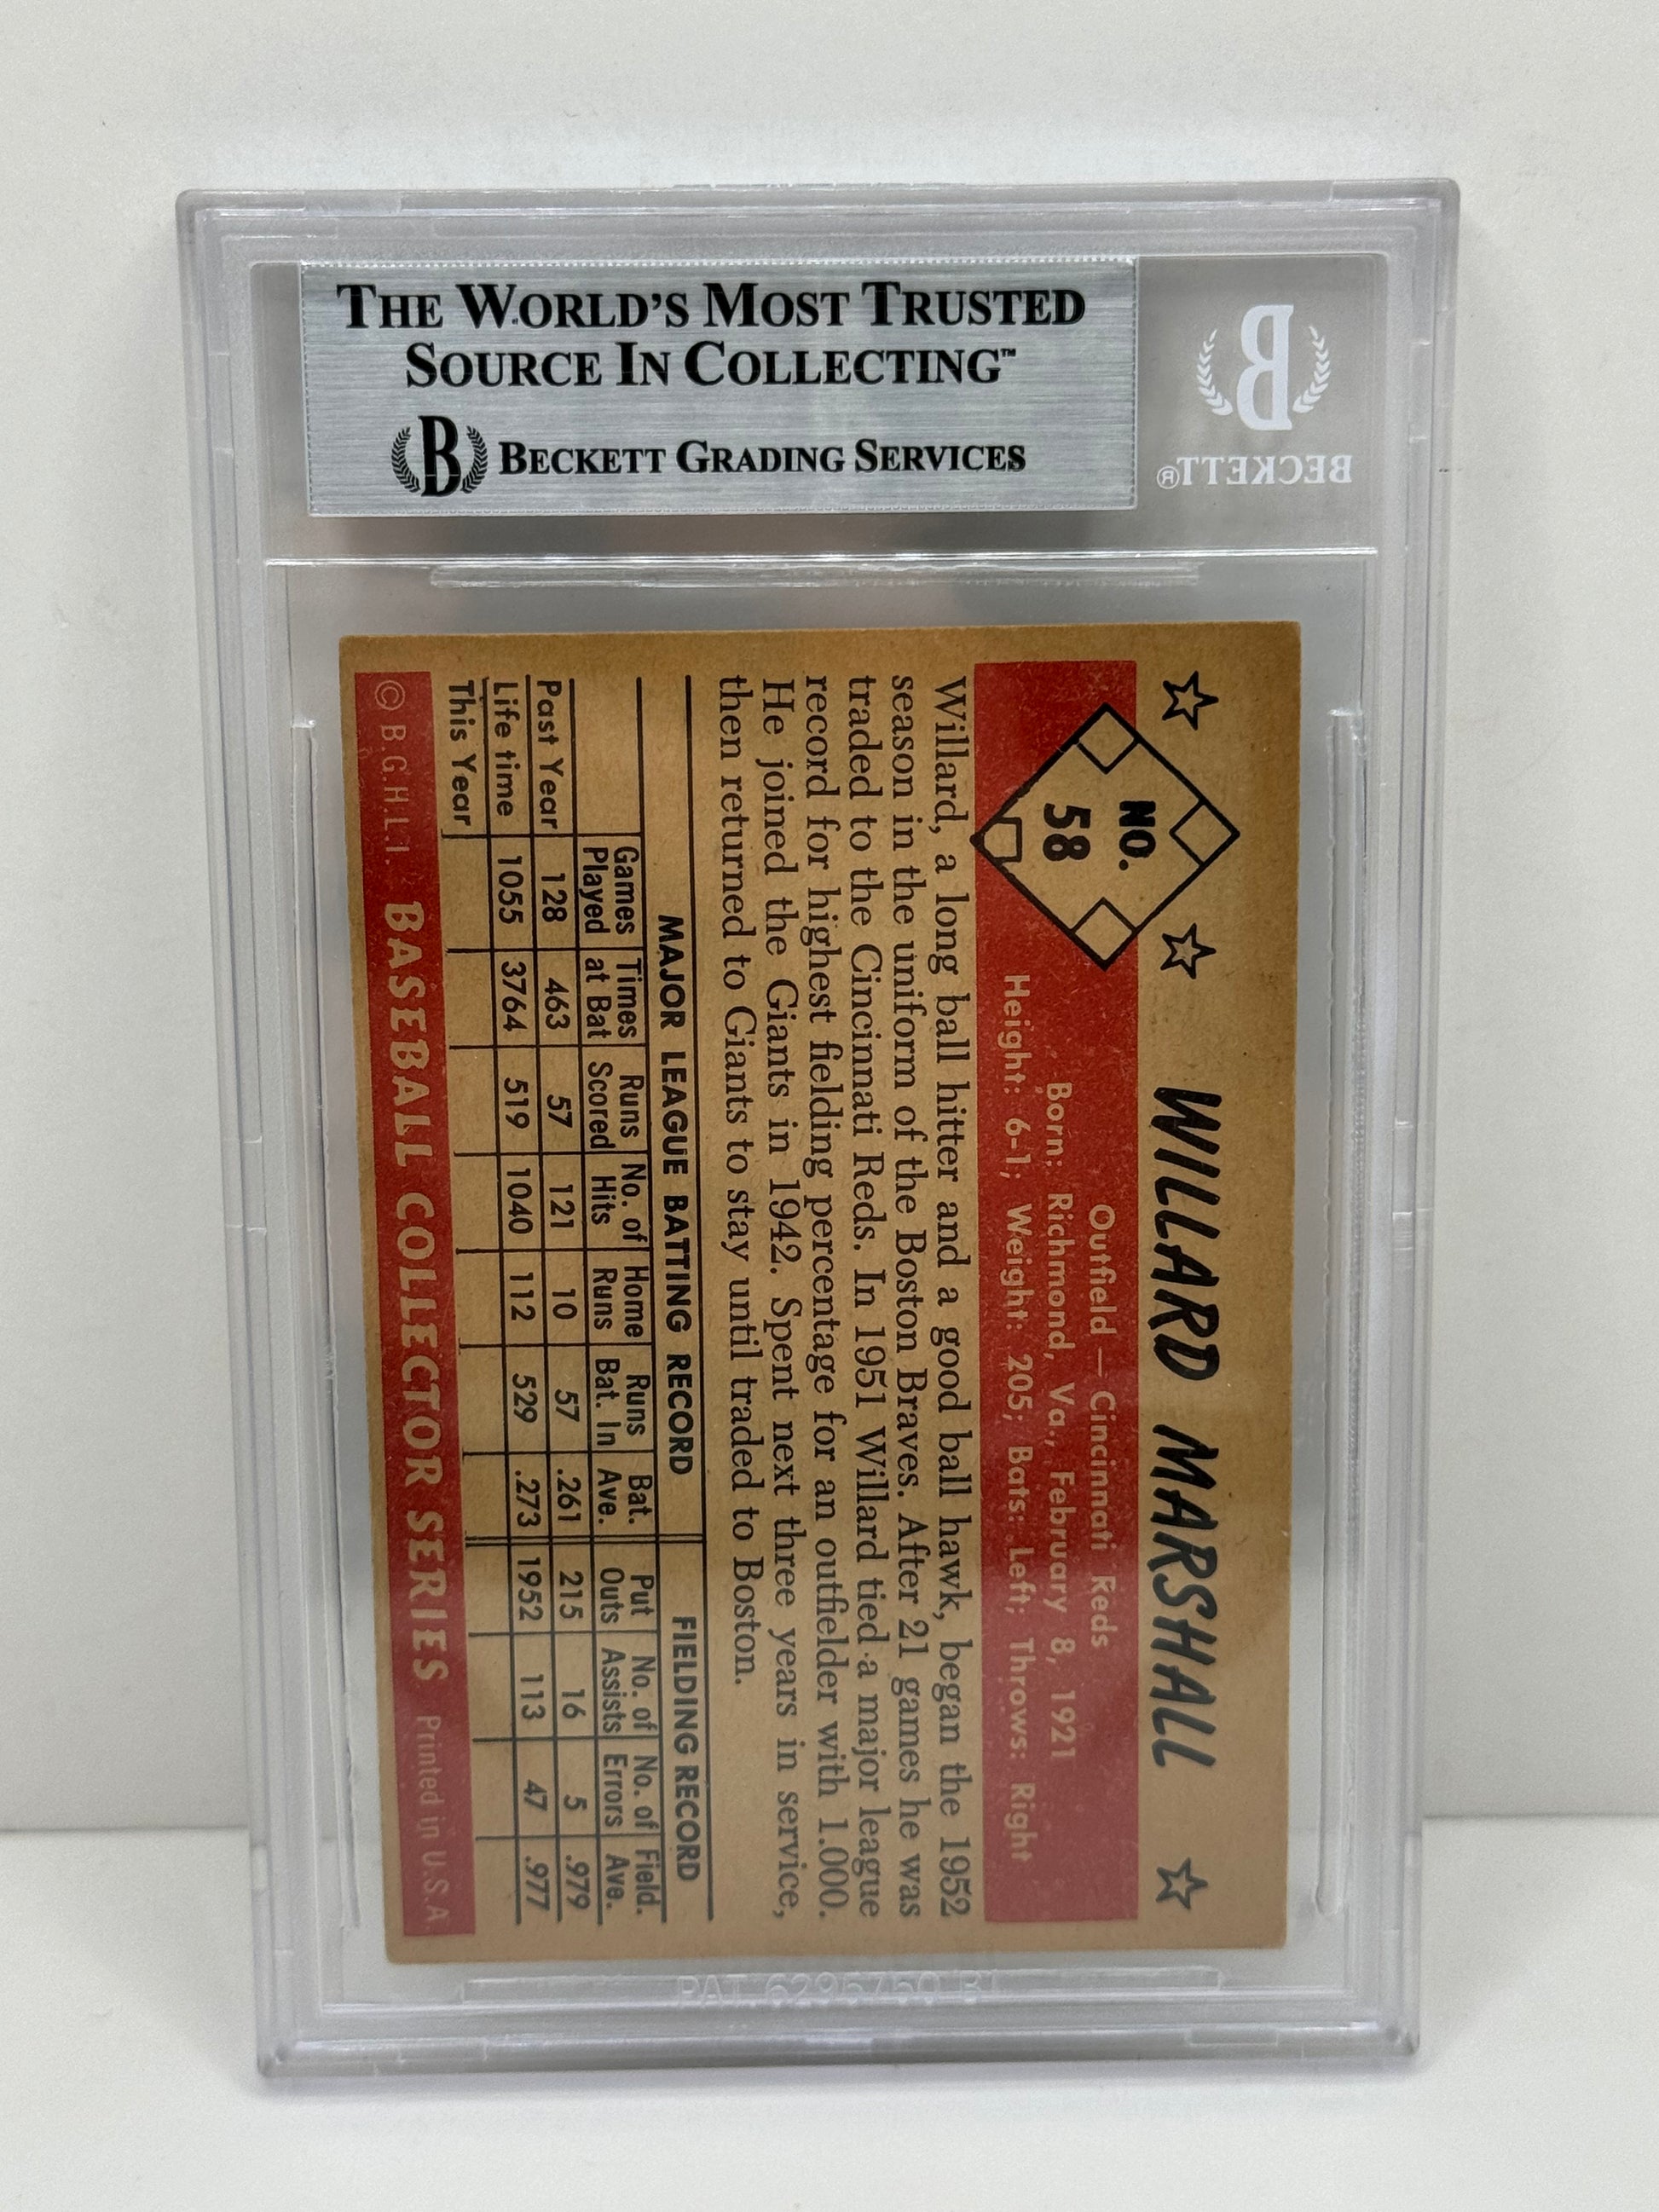 THE WORLD'S MOST TRUSTED
SOURCE IN COLLECTING™
B BECKETT GRADING SERVICES
B
BECKETT®
WILLARD MARSHALL
NO.
58
Outfield — Cincinnati Reds
Born: Richmond, Va., February 8, 1921
Height: 6-1; Weight: 205; Bats: Left; Throws: Right
Willard, a long ball hitter and a good ball hawk, began the 1952
season in the uniform of the Boston Braves. After 21 games he was
traded to the Cincinnati Reds. In 1951 Willard tied a major league
record for highest fielding percentage for an outfielder with 1.000.
He joined the Giants in 1942. Spent next three years in service,
then returned to Giants to stay until traded to Boston.
MAJOR LEAGUE BATTING RECORD FIELDING RECORD
Games Times Runs No. of Home Runs Bat. Put No. of No. of Field.
Played at Bat Scored Hits Runs Bat. In Ave. Outs Assists Errors Ave.
Past Year 128 463 57 121 10 57 .261 215 16 5 .979
Life time 1055 3764 519 1040 112 529 .273 1952 113 47 .977
This Year
© B.G.H.L.I. BASEBALL COLLECTOR SERIES Printed in U.S.A
PAT. 6295750 B1